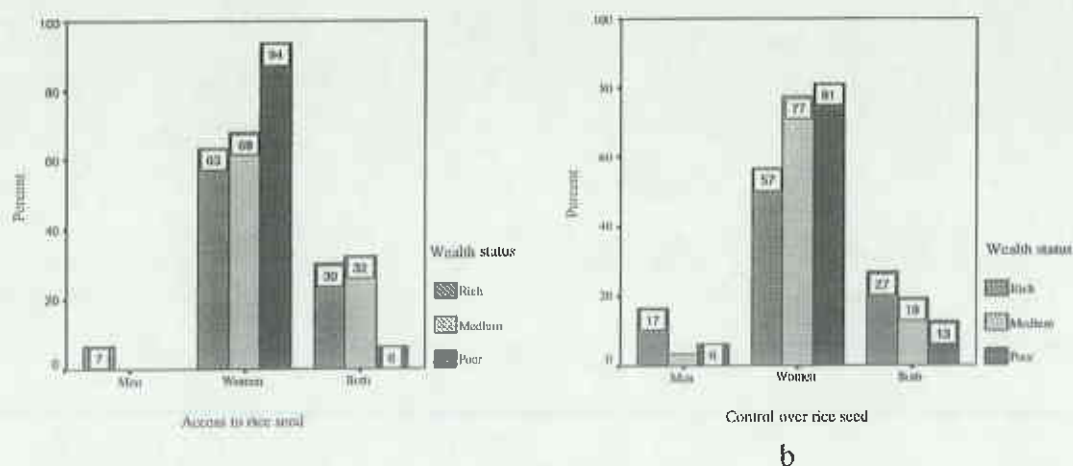 100
80
60
40
20
0
Percent
7
63
68
94
30
32
6
Men
Women
Both
Access to rice seed
Wealth status
Rich
Medium
Poor
100
80
60
40
20
0
Percent
17
6
57
77
81
27
19
13
Men
Women
Both
Control over rice seed
Wealth status
Rich
Medium
Poor
b